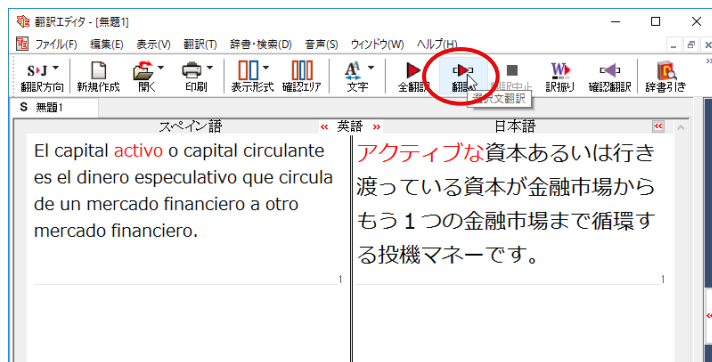 翻訳エディタ - [無題1]
ファイル(F) 編集(E) 表示(V) 翻訳(T) 辞書・検索(D) 音声(S) ウィンドウ(W) ヘルプ(H)
S›J
翻訳方向 新規作成 開く 印刷 表示形式 確認エリア 文字 全翻訳 翻訳 翻訳中止 訳振り 確認翻訳 辞書引き
選択文翻訳
S 無題1
スペイン語 « 英語 » 日本語 «
El capital activo o capital circulante
es el dinero especulativo que circula
de un mercado financiero a otro
mercado financiero.
1
アクティブな資本あるいは行き
渡っている資本が金融市場から
もう１つの金融市場まで循環す
る投機マネーです。
1